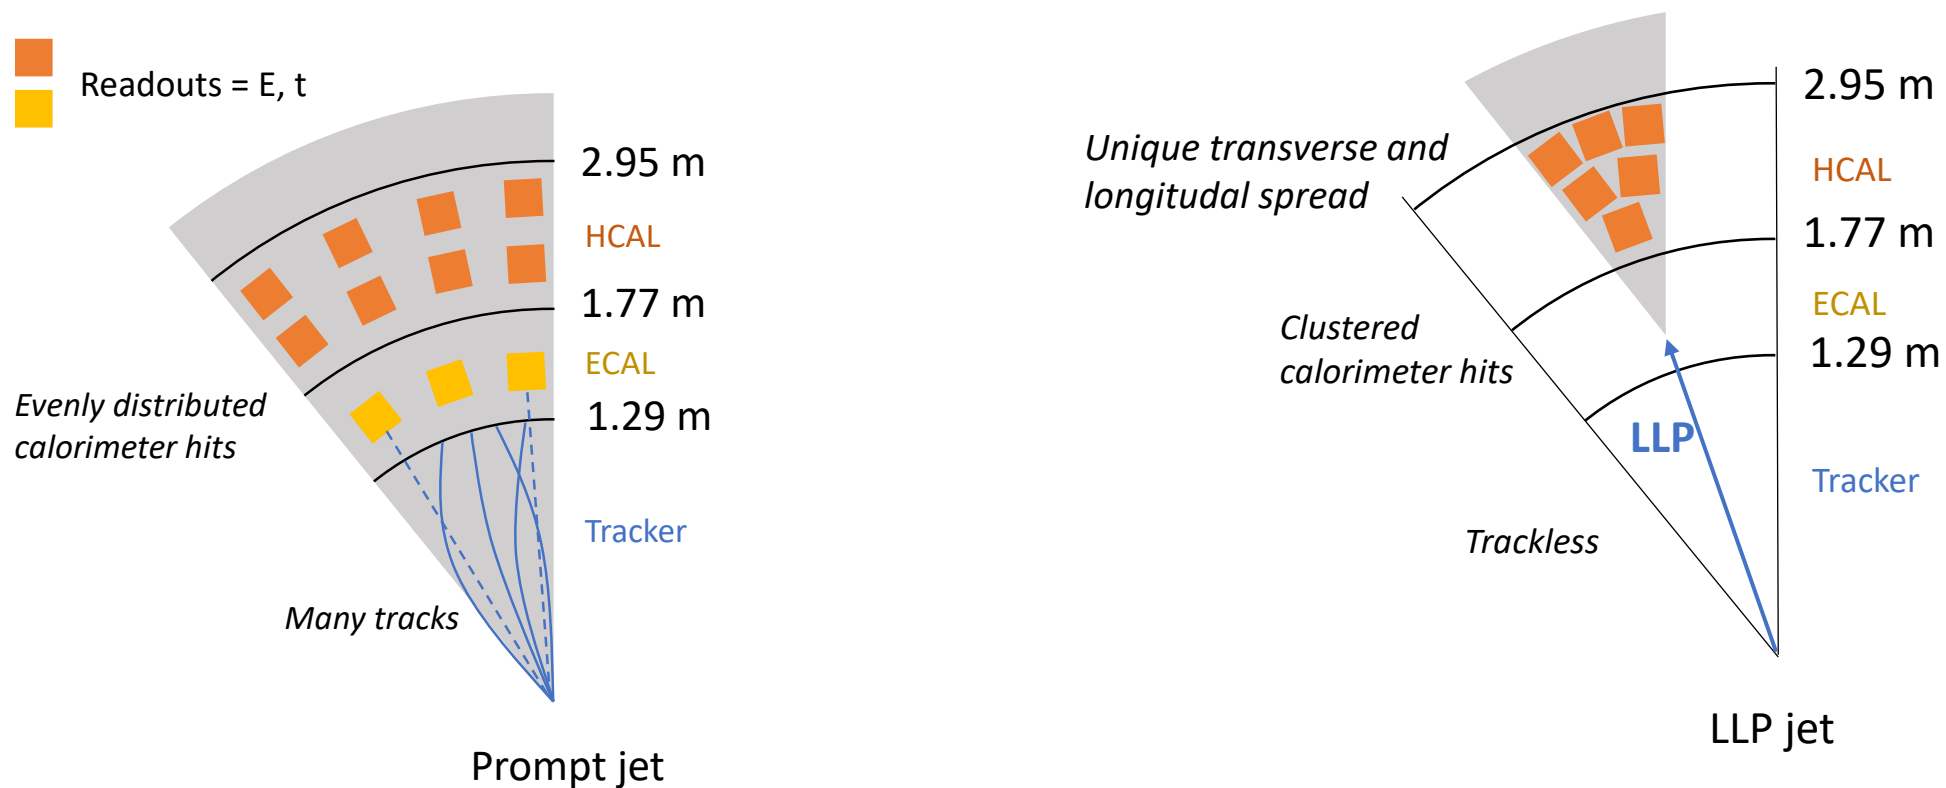 Readouts = E, t
2.95 m
HCAL
1.77 m
ECAL
1.29 m
Evenly distributed
calorimeter hits
Tracker
Many tracks
Prompt jet
2.95 m
Unique transverse and
longitudal spread
HCAL
1.77 m
ECAL
Clustered
calorimeter hits
1.29 m
LLP
Tracker
Trackless
LLP jet